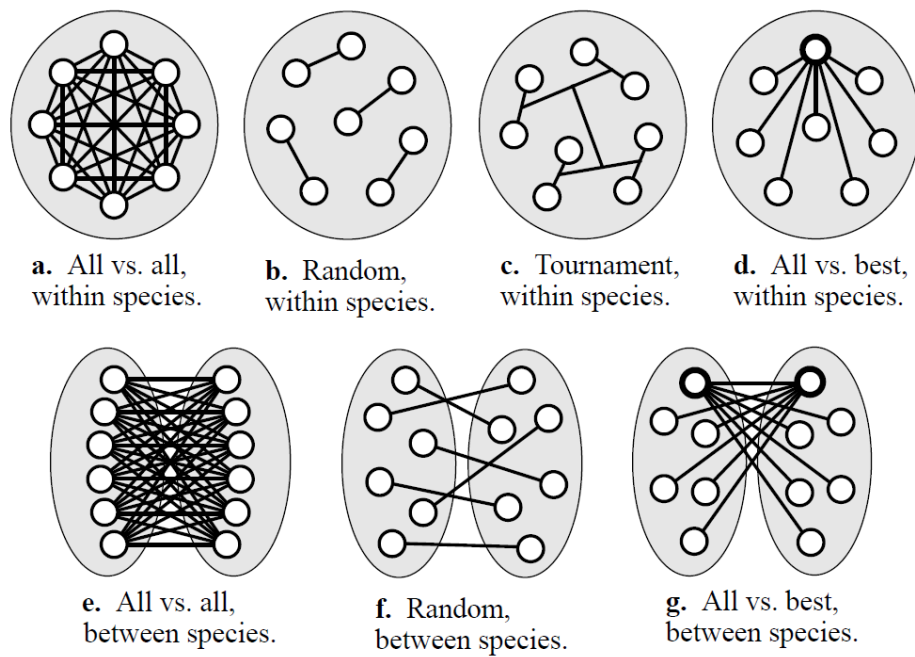 a. All vs. all,
within species.
b. Random,
within species.
c. Tournament,
within species.
d. All vs. best,
within species.
e. All vs. all,
between species.
f. Random,
between species.
g. All vs. best,
between species.